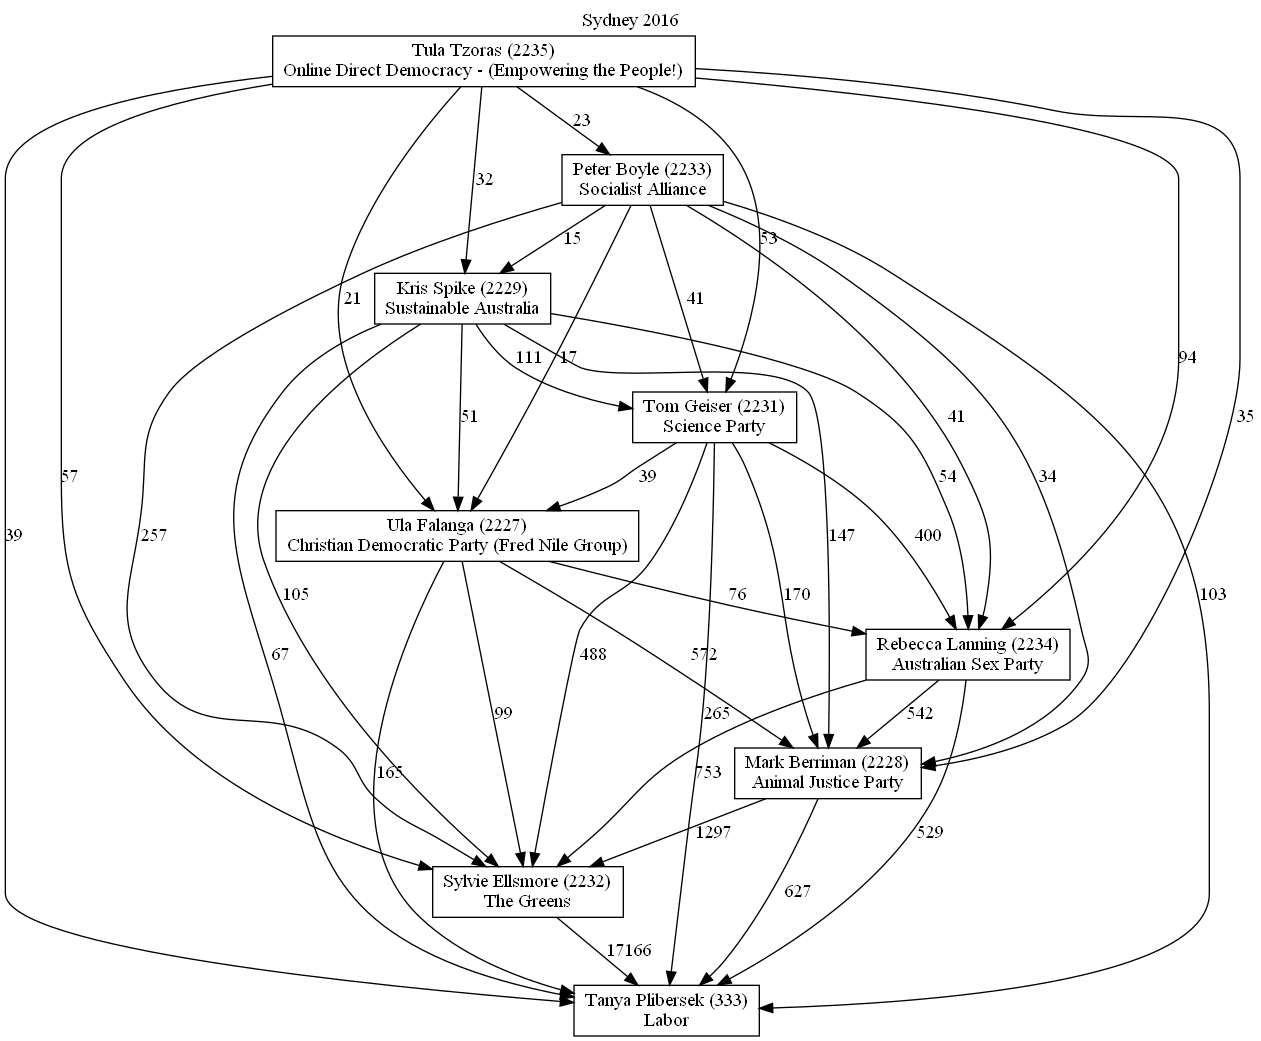 Sydney 2016
Tula Tzoras (2235)
Online Direct Democracy - (Empowering the People!)
23
Peter Boyle (2233)
Socialist Alliance
32
15
53
Kris Spike (2229)
Sustainable Australia
21
41
111
17
94
Tom Geiser (2231)
Science Party
51
41
35
57
39
54
34
Ula Falanga (2227)
Christian Democratic Party (Fred Nile Group)
39
257
147
400
105
76
170
103
Rebecca Lanning (2234)
Australian Sex Party
67
488
572
99
265
542
Mark Berriman (2228)
Animal Justice Party
165
753
1297
529
Sylvie Ellsmore (2232)
The Greens
627
17166
Tanya Plibersek (333)
Labor